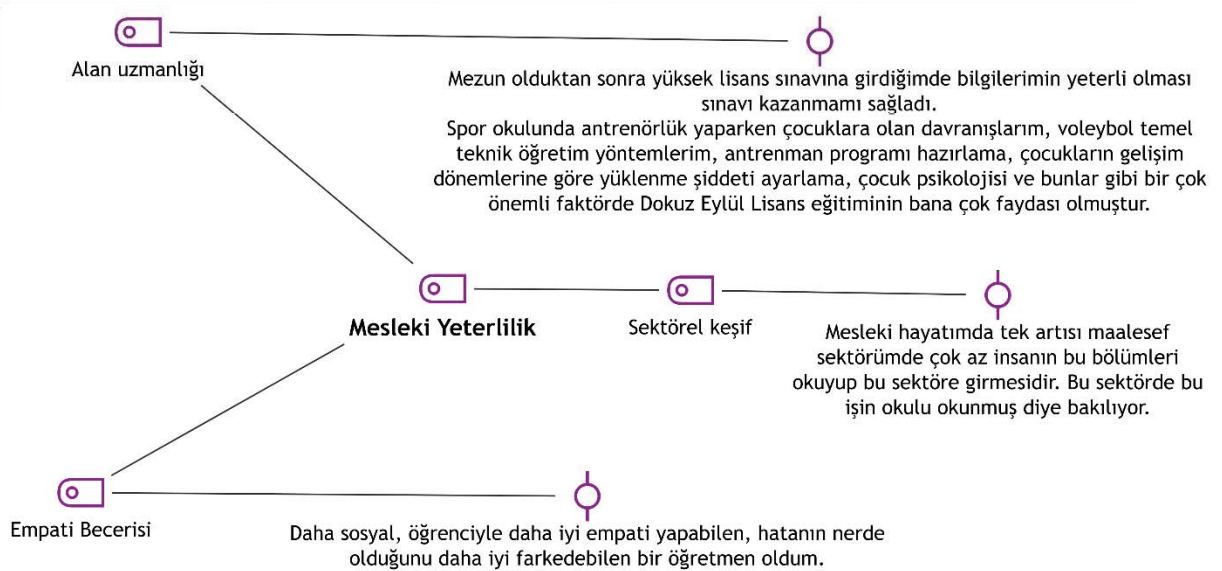 Alan uzmanlığı
Mezun olduktan sonra yüksek lisans sınavına girdiğimde bilgilerimin yeterli olması
sınavı kazanmamı sağladı.
Spor okulunda antrenörlük yaparken çocuklara olan davranışlarım, voleybol temel
teknik öğretim yöntemlerim, antrenman programı hazırlama, çocukların gelişim
dönemlerine göre yüklenme şiddeti ayarlama, çocuk psikolojisi ve bunlar gibi bir çok
önemli faktörde Dokuz Eylül Lisans eğitiminin bana çok faydası olmuştur.
Mesleki Yeterlilik
Sektörel keşif
Mesleki hayatımda tek artısı maalesef
sektörümde çok az insanın bu bölümleri
okuyup bu sektöre girmesidir. Bu sektörde bu
işin okulu okunmuş diye bakılıyor.
Empati Becerisi
Daha sosyal, öğrenciyle daha iyi empati yapabilen, hatanın nerde
olduğunu daha iyi farkedebilen bir öğretmen oldum.